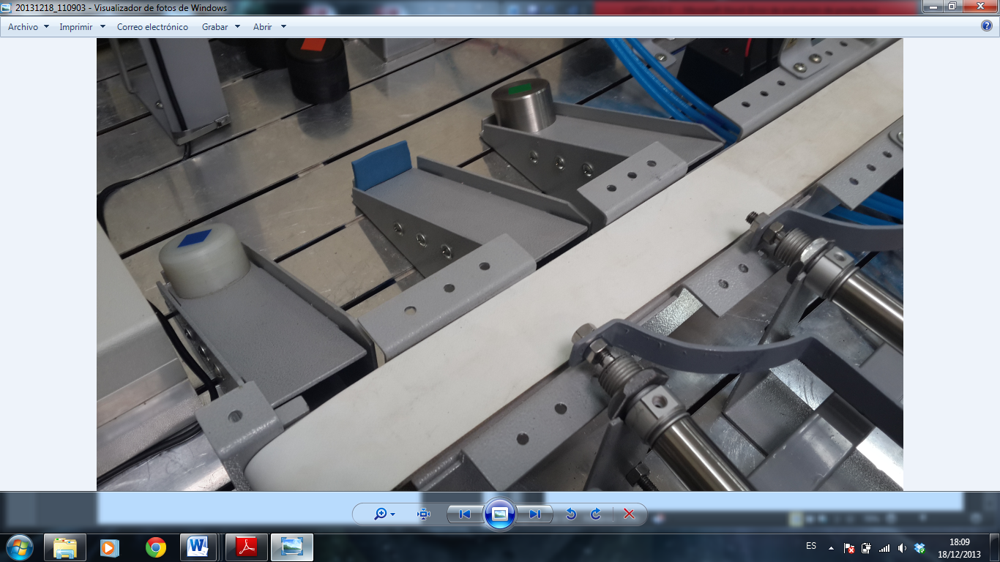 20131218_110903 - Visualizador de fotos de Windows
Archivo Imprimir Correo electrónico Grabar Abrir
ES
18:09
18/12/2013